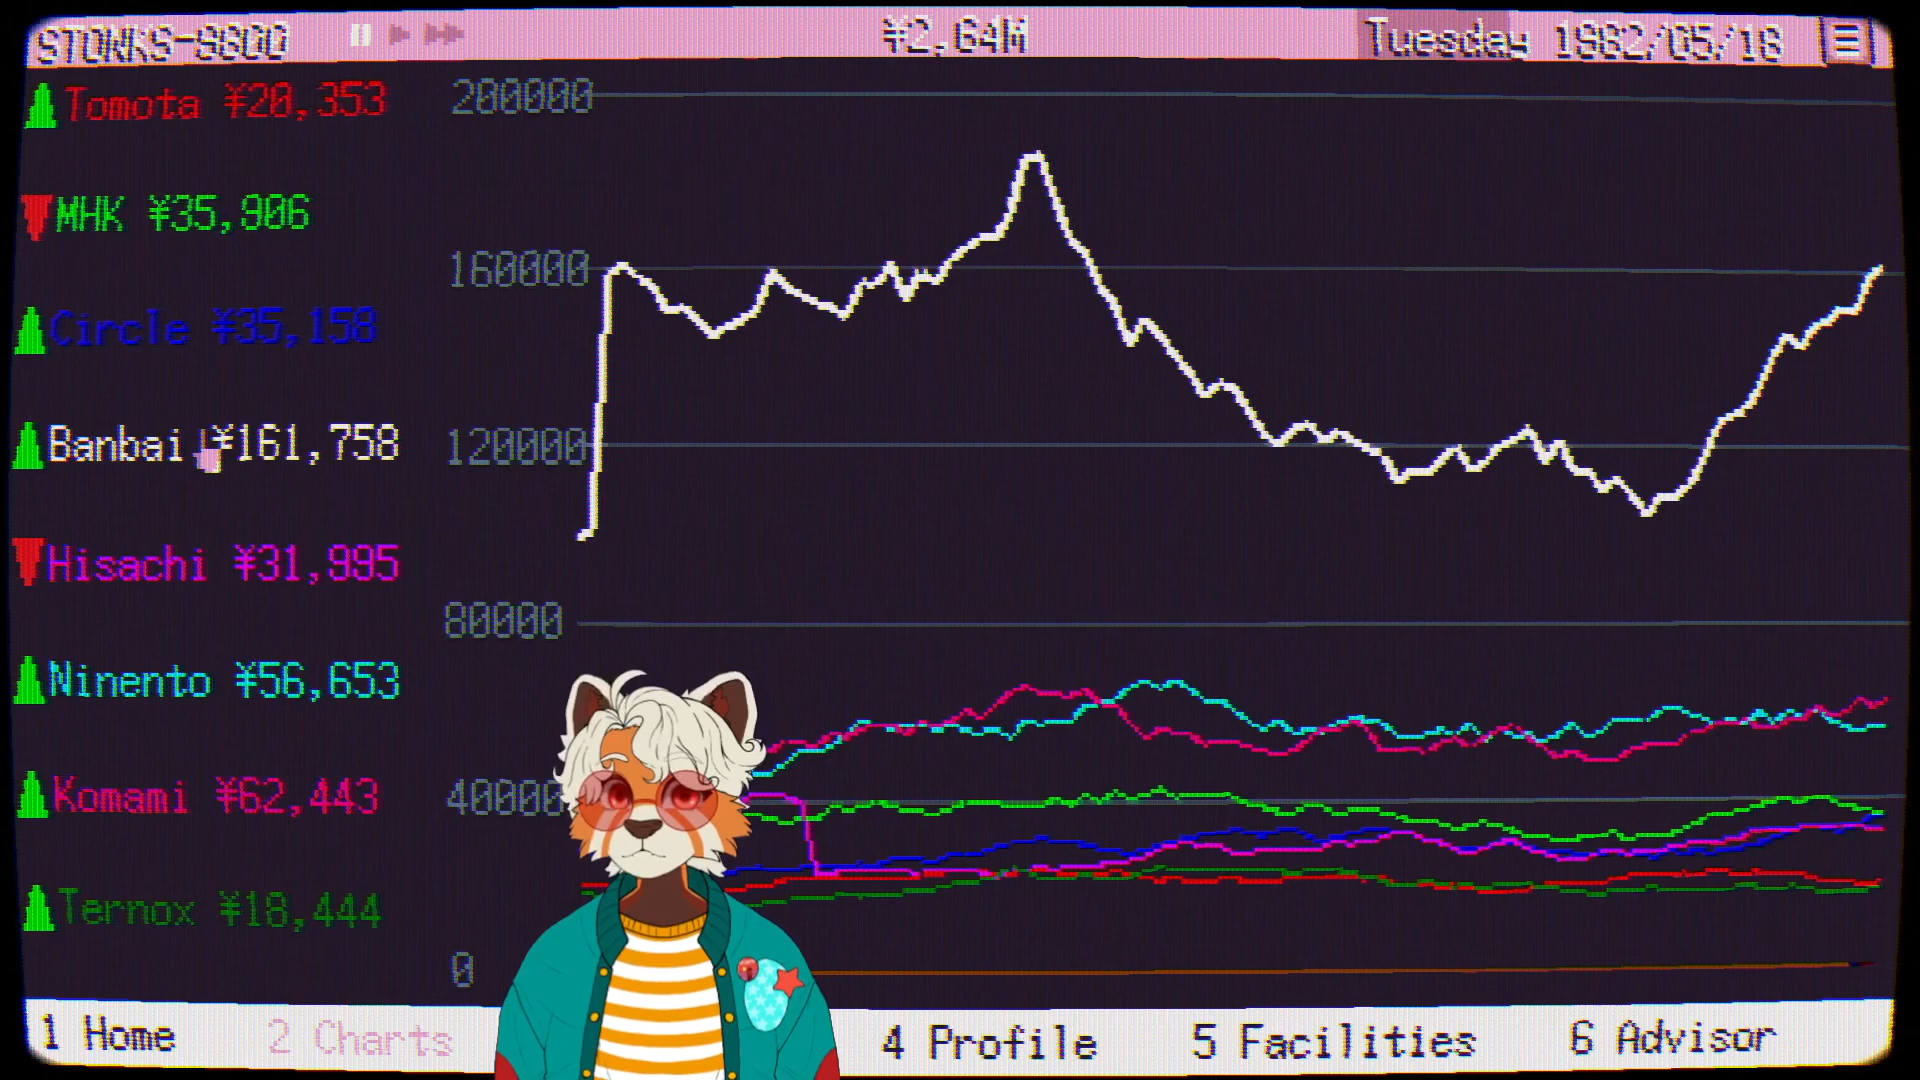 STONKS-9800 ¥2,64M Tuesday 1982/05/18
Tomota ¥20,353
MHK ¥35,906
Circle ¥35,158
Banbai ¥161,758
Hisachi ¥31,995
Ninento ¥56,653
Komami ¥62,443
Ternox ¥18,444
200000
160000
120000
80000
40000
0
1 Home 2 Charts 4 Profile 5 Facilities 6 Advisor